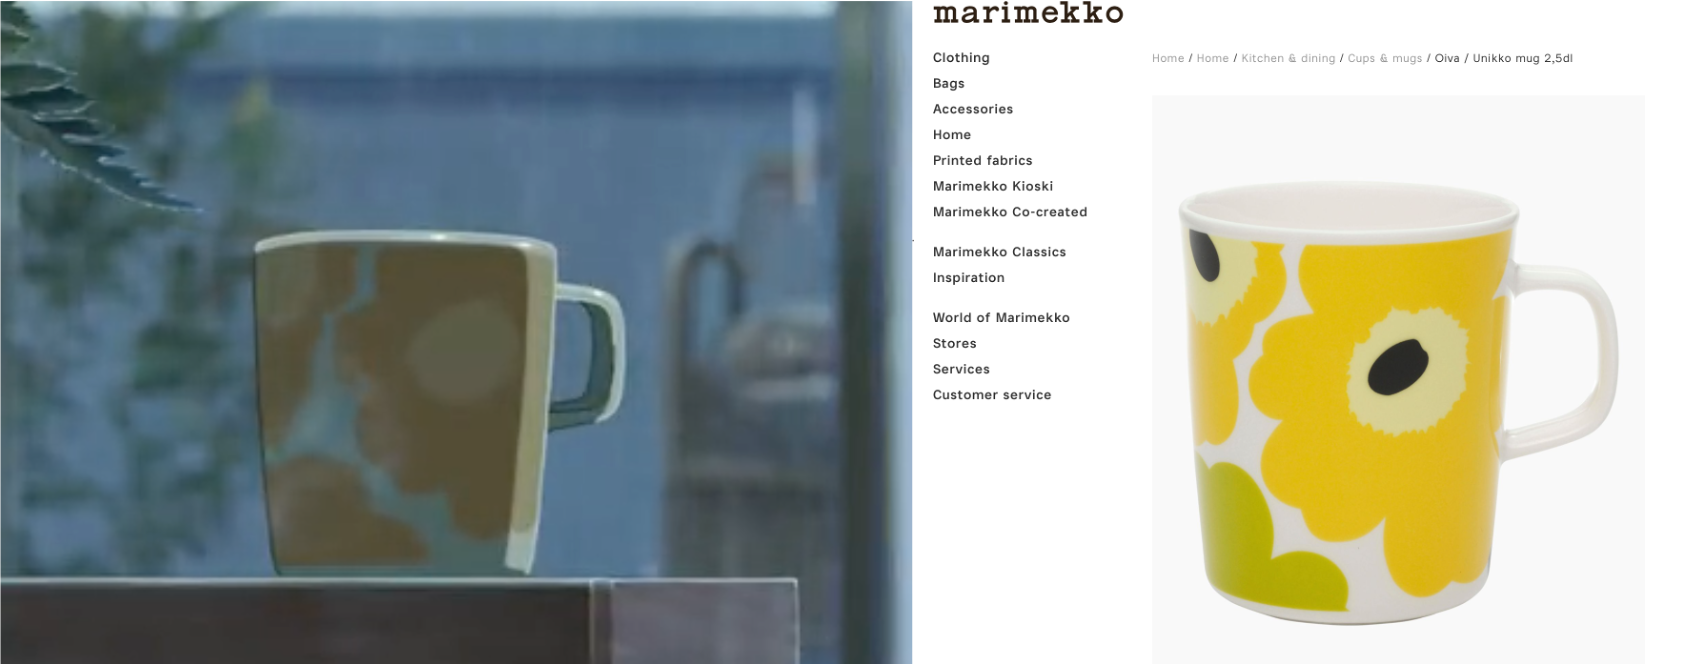 marimekko
Clothing
Bags
Accessories
Home
Printed fabrics
Marimekko Kioski
Marimekko Co-created
Marimekko Classics
Inspiration
World of Marimekko
Stores
Services
Customer service
Home / Home / Kitchen & dining / Cups & mugs / Oiva / Unikko mug 2,5dl